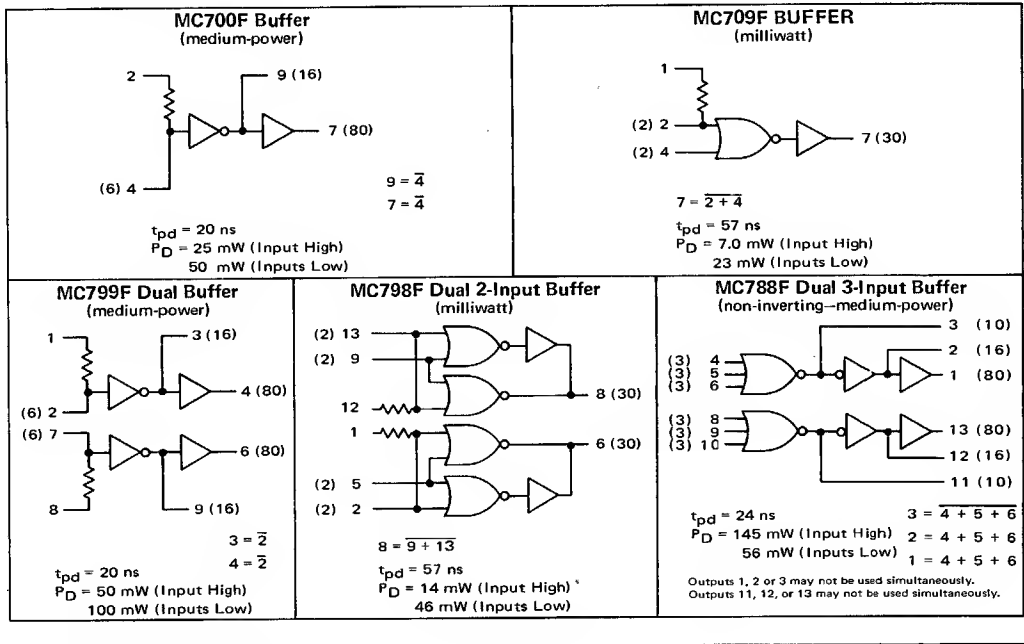 MC700F Buffer
(medium-power)
2
9 (16)
7 (80)
(6) 4
9 = 4̅
7 = 4̅
tpd = 20 ns
PD = 25 mW (Input High)
50 mW (Inputs Low)
MC709F BUFFER
(milliwatt)
1
(2) 2
(2) 4
7 (30)
7 = 2 + 4
tpd = 57 ns
PD = 7.0 mW (Input High)
23 mW (Inputs Low)
MC799F Dual Buffer
(medium-power)
1
3 (16)
4 (80)
(6) 2
(6) 7
6 (80)
8
9 (16)
3 = 2̅
4 = 2̅
tpd = 20 ns
PD = 50 mW (Input High)
100 mW (Inputs Low)
MC798F Dual 2-Input Buffer
(milliwatt)
(2) 13
(2) 9
8 (30)
12
1
6 (30)
(2) 5
(2) 2
8 = 9 + 13
tpd = 57 ns
PD = 14 mW (Input High)
46 mW (Inputs Low)
MC788F Dual 3-Input Buffer
(non-inverting—medium-power)
3 (10)
2 (16)
(3) 4
(3) 5
(3) 6
1 (80)
(3) 8
(3) 9
(3) 10
13 (80)
12 (16)
11 (10)
tpd = 24 ns
PD = 145 mW (Input High)
56 mW (Inputs Low)
3 = 4 + 5 + 6
2 = 4 + 5 + 6
1 = 4 + 5 + 6
Outputs 1, 2 or 3 may not be used simultaneously.
Outputs 11, 12, or 13 may not be used simultaneously.